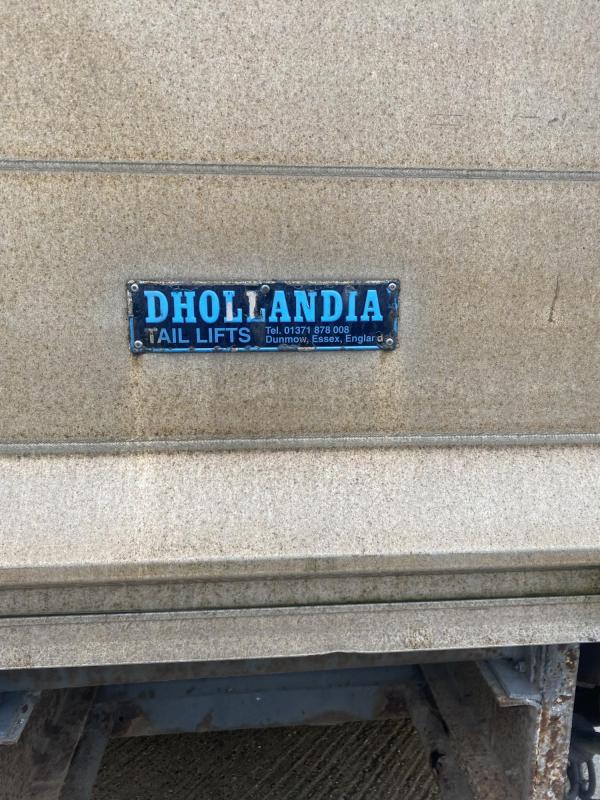 DHOLLANDIA
TAIL LIFTS
Tel. 01371 878 008
Dunmow, Essex, England